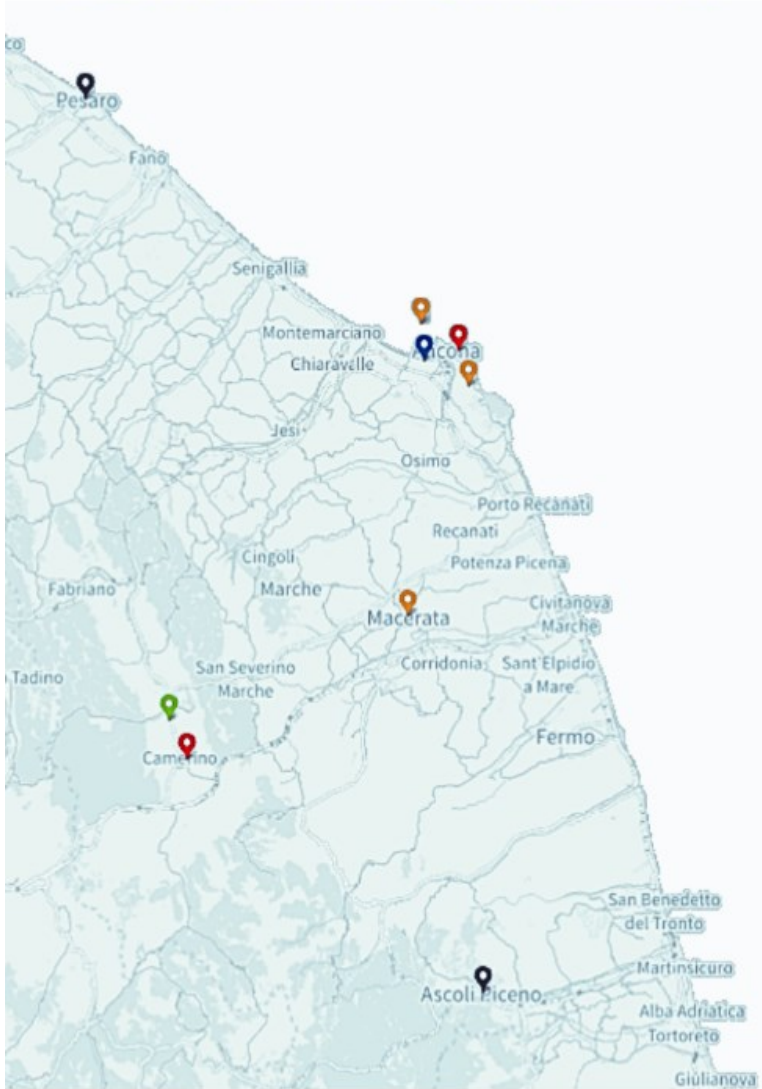 co
Pesaro
Fano
Senigallia
Montemarciano
Ancona
Chiaravalle
Jesi
Osimo
Porto Recanati
Recanati
Cingoli
Potenza Picena
Fabriano
Marche
Civitanova
Marche
Macerata
Tadino
San Severino
Marche
Corridonia
Sant'Elpidio
a Mare
Camerino
Fermo
San Benedetto
del Tronto
Martinsicuro
Ascoli Piceno
Alba Adriatica
Tortoreto
Giulianova